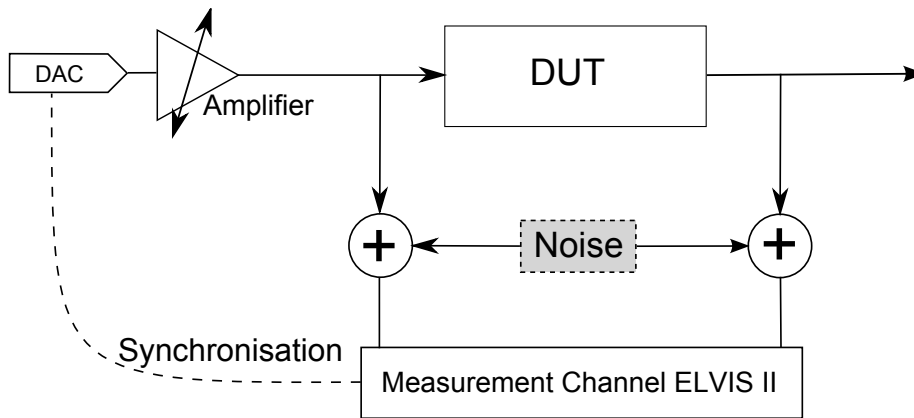 DAC
Amplifier
DUT
+
Noise
+
Synchronisation
Measurement Channel ELVIS II